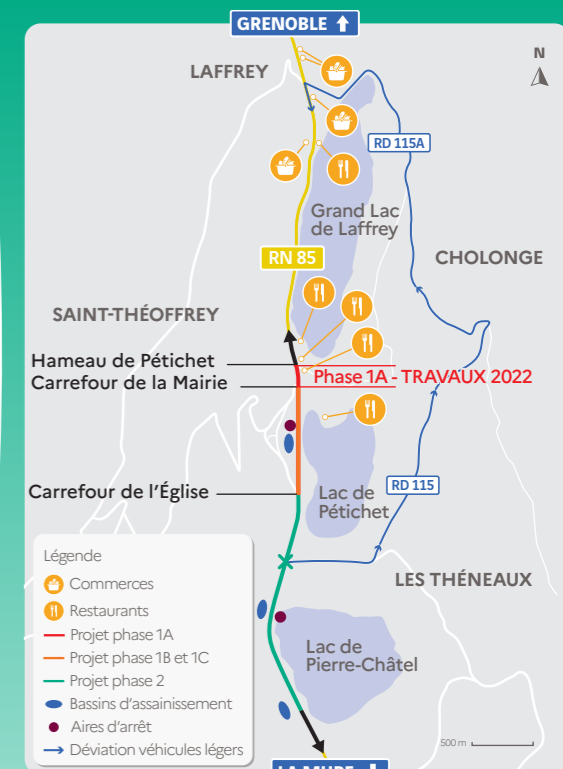 GRENOBLE ↑
LAFFREY
N
RD 115A
Grand Lac
de Laffrey
RN 85
CHOLONGE
SAINT-THÉOFFREY
Hameau de Pétichet
Carrefour de la Mairie
Phase 1A - TRAVAUX 2022
Carrefour de l'Église
Lac de
Pétichet
RD 115
LES THÉNEAUX
Légende
Commerces
Restaurants
Projet phase 1A
Projet phase 1B et 1C
Projet phase 2
Bassins d'assainissement
Aires d'arrêt
Déviation véhicules légers
Lac de
Pierre-Châtel
500 m
LA MURE